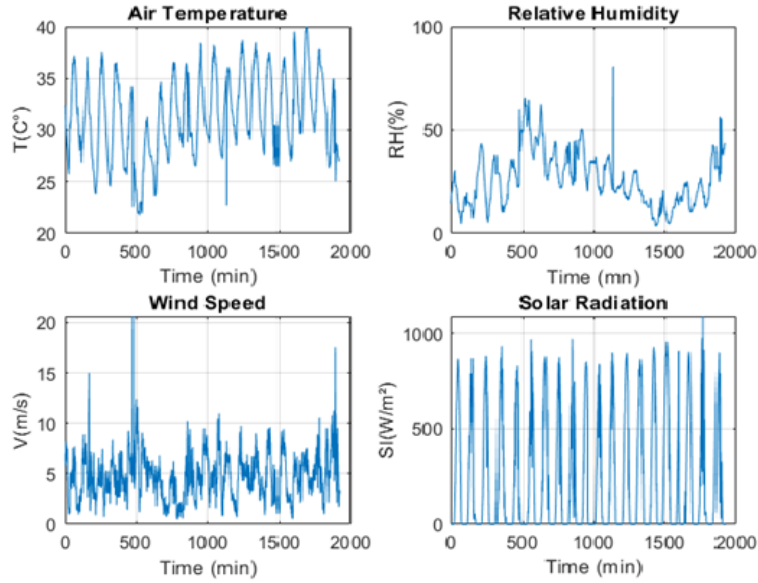 Air Temperature
T(C°)
40
35
30
25
20
0 500 1000 1500 2000
Time (min)
Relative Humidity
RH(%)
100
50
0
0 500 1000 1500 2000
Time (mn)
Wind Speed
V(m/s)
20
15
10
5
0
0 500 1000 1500 2000
Time (min)
Solar Radiation
SI(W/m²)
1000
500
0
0 500 1000 1500 2000
Time (min)